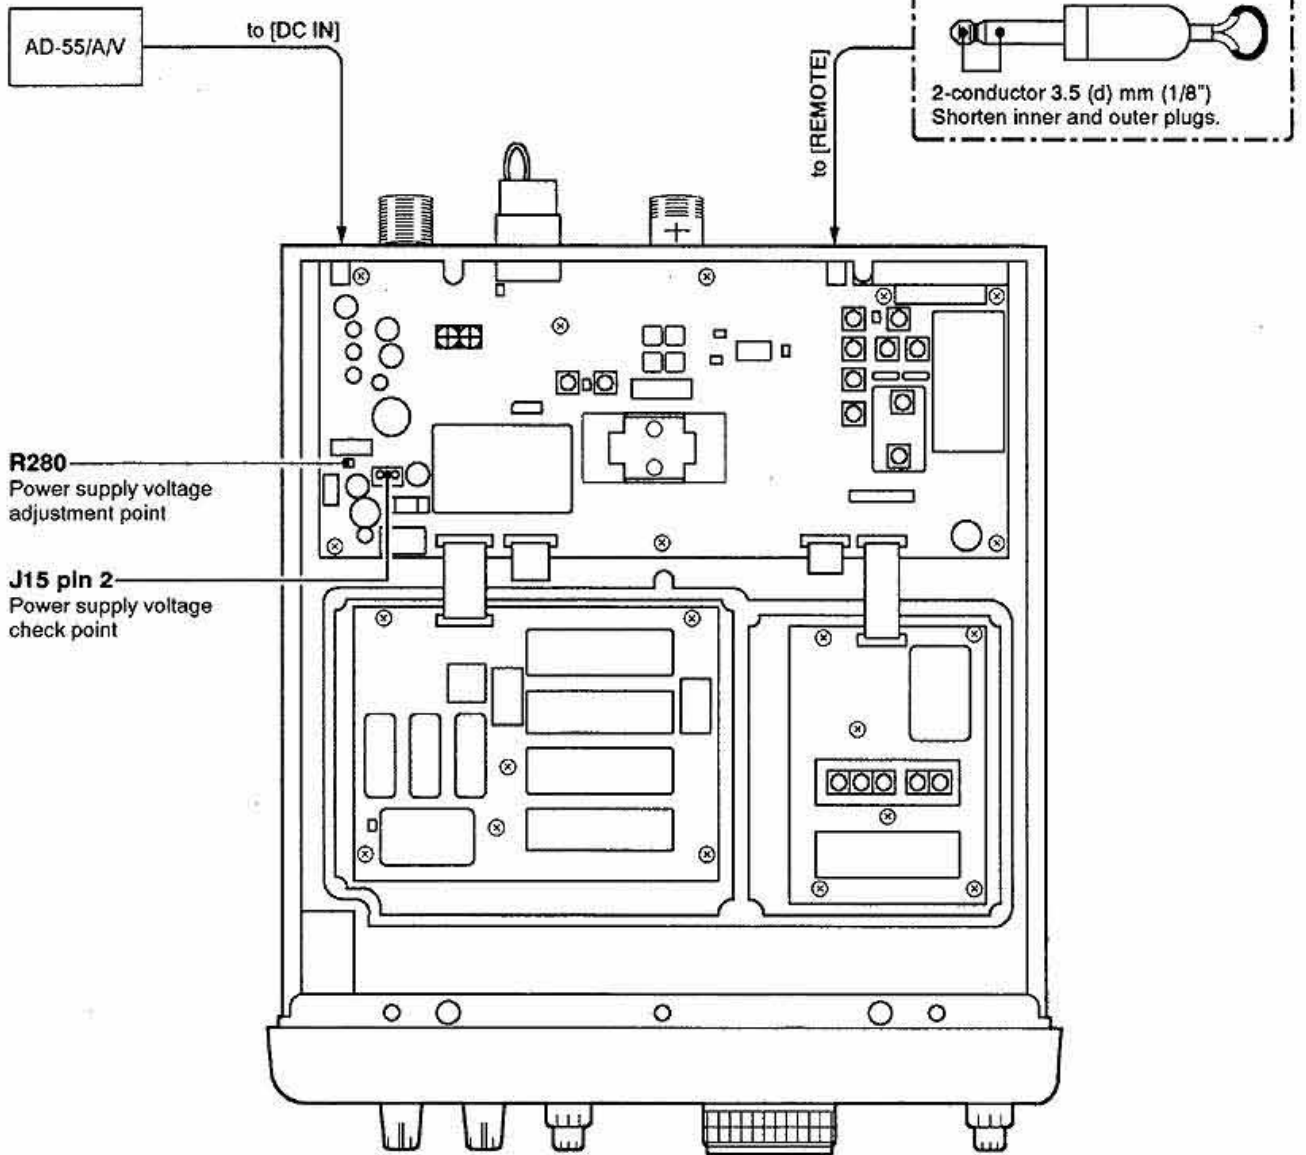 AD-55/A/V
to [DC IN]
to [REMOTE]
2-conductor 3.5 (d) mm (1/8")
Shorten inner and outer plugs.
R280
Power supply voltage
adjustment point
J15 pin 2
Power supply voltage
check point